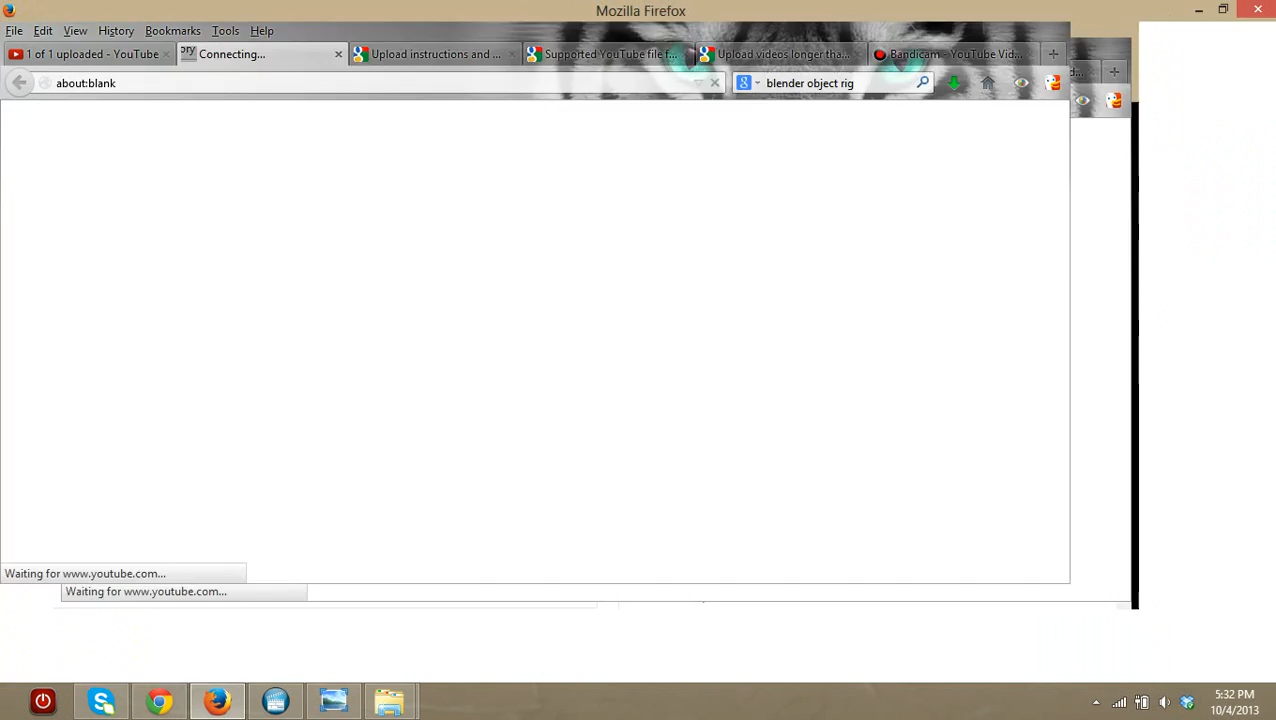 Mozilla Firefox
File Edit View History Bookmarks Tools Help
1 of 1 uploaded - YouTube Connecting... Upload instructions and ... Supported YouTube file f... Upload videos longer tha... Bandicam - YouTube Vid...
about:blank blender object rig
Waiting for www.youtube.com...
Waiting for www.youtube.com...
5:32 PM
10/4/2013